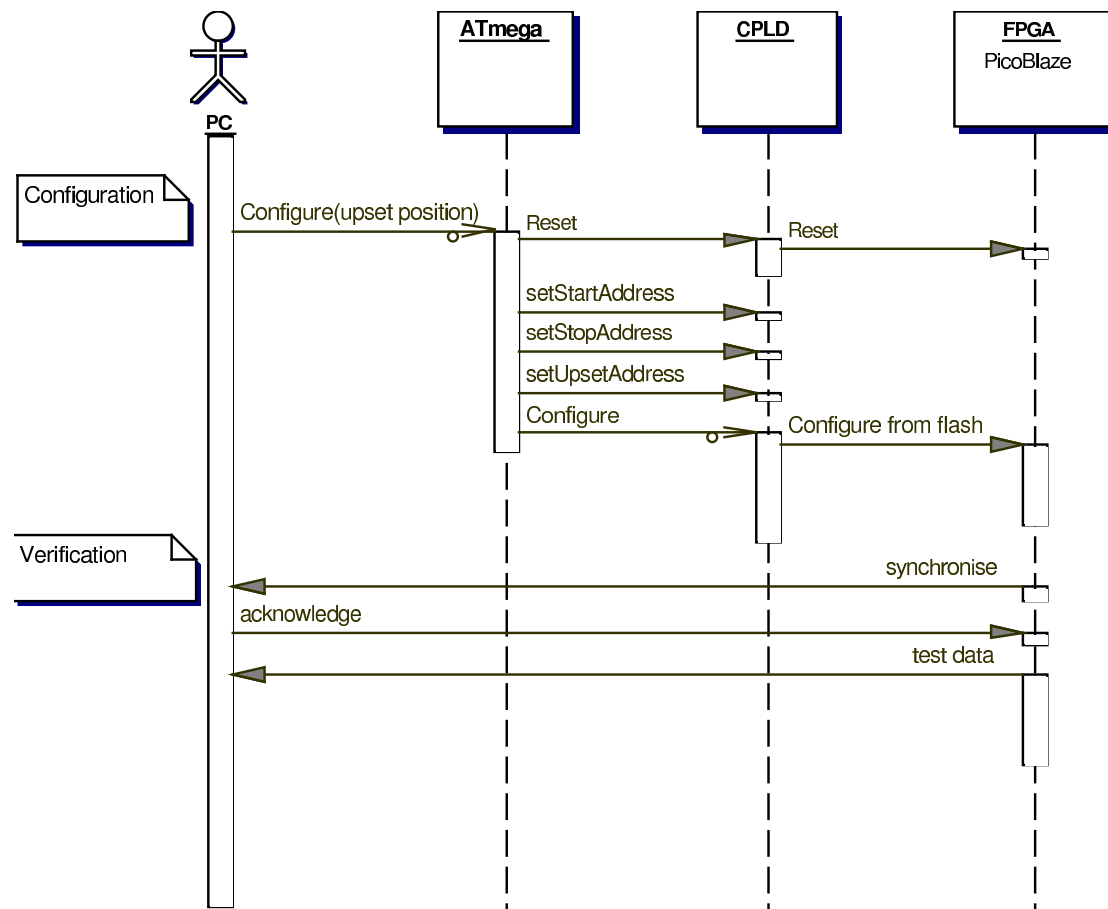 ATmega
CPLD
FPGA
PicoBlaze
PC
Configuration
Configure(upset position)
Reset
Reset
setStartAddress
setStopAddress
setUpsetAddress
Configure
Configure from flash
Verification
synchronise
acknowledge
test data